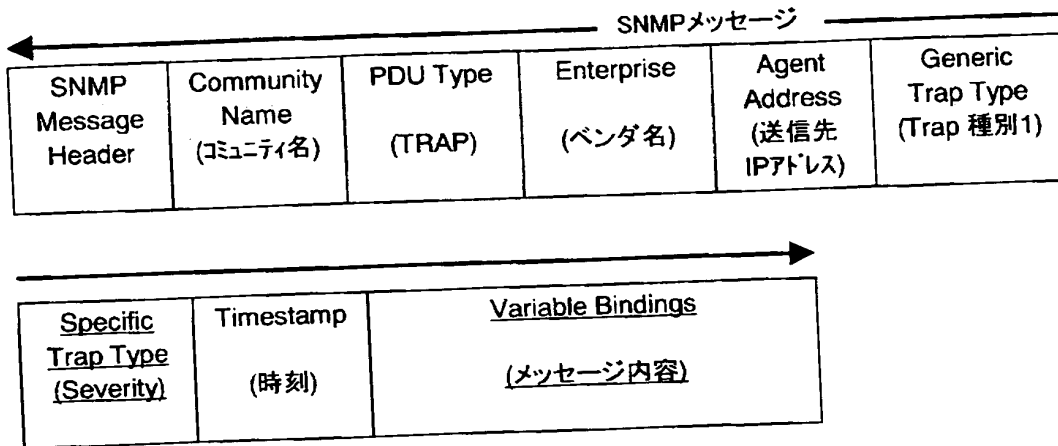 SNMPメッセージ
SNMP
Message
Header
Community
Name
(コミュニティ名)
PDU Type
(TRAP)
Enterprise
(ベンダ名)
Agent
Address
(送信先
IPアドレス)
Generic
Trap Type
(Trap 種別1)
Specific
Trap Type
(Severity)
Timestamp
(時刻)
Variable Bindings
(メッセージ内容)